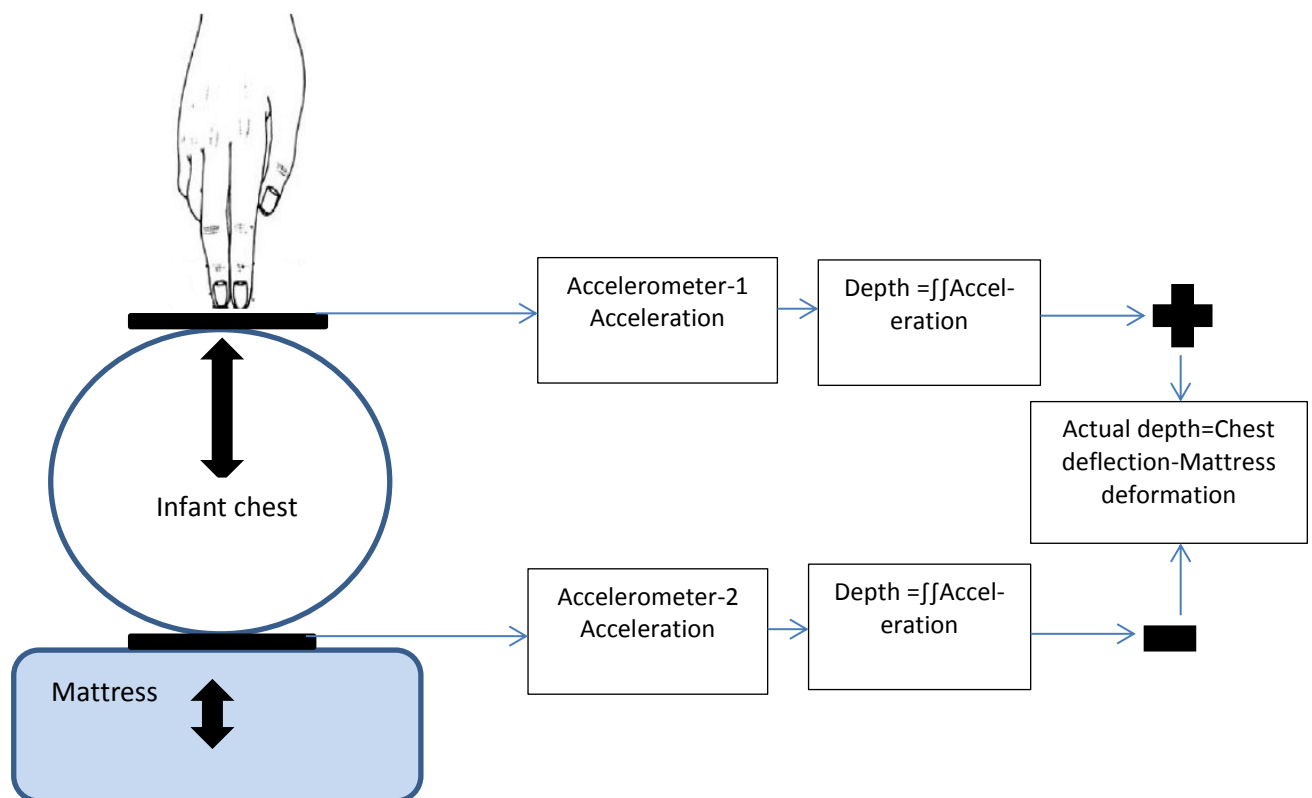 Accelerometer-1
Acceleration
Depth =∫∫Accel-
eration
Actual depth=Chest
deflection-Mattress
deformation
Infant chest
Accelerometer-2
Acceleration
Depth =∫∫Accel-
eration
Mattress